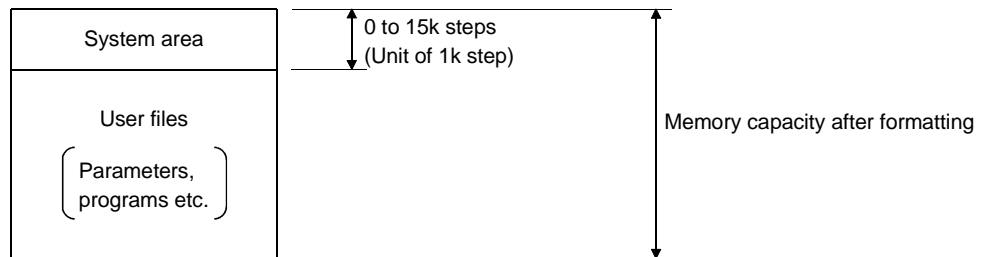 System area
0 to 15k steps
(Unit of 1k step)
User files
Memory capacity after formatting
Parameters,
programs etc.